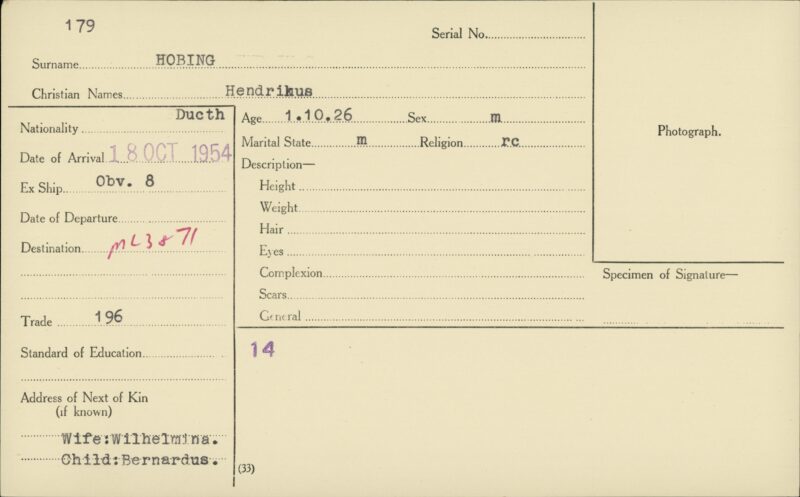 179
Serial No.
Surname HOBING
Christian Names Hendrikus
Nationality Ducth
Age 1.10.26 Sex m
Marital State m Religion rc
Photograph.
Date of Arrival 18 OCT 1954
Description—
Ex Ship Obv. 8
Height
Weight
Date of Departure
Hair
Destination ML3871
Eyes
Complexion
Specimen of Signature—
Scars
Trade 196
General
Standard of Education
14
Address of Next of Kin
(if known)
Wife:Wilhelmina.
Child:Bernardus.
(33)